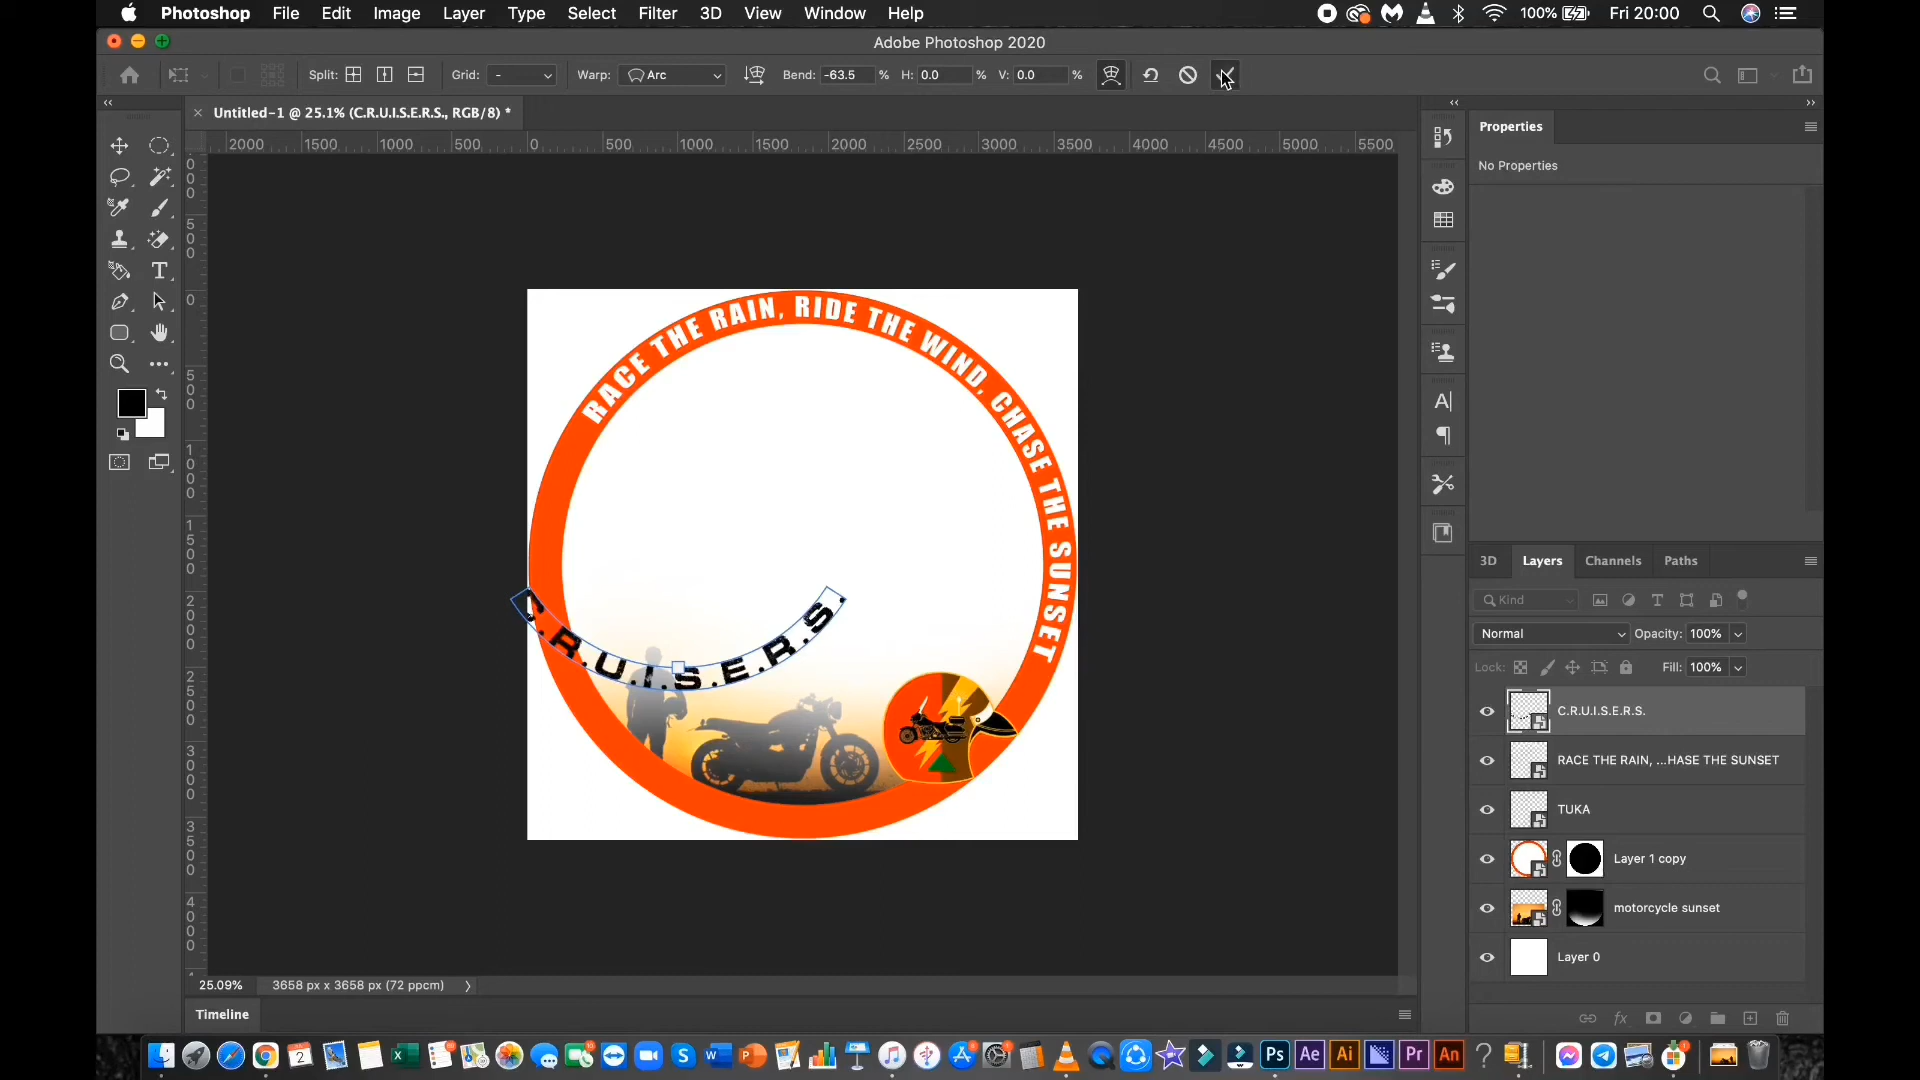 Photoshop File Edit Image Layer Type Select Filter 3D View Window Help 100% Fri 20:00
Adobe Photoshop 2020
Split: Grid: - Warp: Arc Bend: -63.5 % H: 0.0 % V: 0.0 %
Untitled-1 @ 25.1% (C.R.U.I.S.E.R.S., RGB/8) *
2000 1500 1000 500 0 500 1000 1500 2000 2500 3000 3500 4000 4500 5000 5500
RACE THE RAIN, RIDE THE WIND, CHASE THE SUNSET
.R.U.I.S.E.R.S.
Properties
No Properties
3D Layers Channels Paths
Kind
Normal Opacity: 100%
Lock: Fill: 100%
C.R.U.I.S.E.R.S.
RACE THE RAIN, ...HASE THE SUNSET
TUKA
Layer 1 copy
motorcycle sunset
Layer 0
25.09% 3658 px x 3658 px (72 ppcm)
Timeline
Ps Ae Ai Pr An